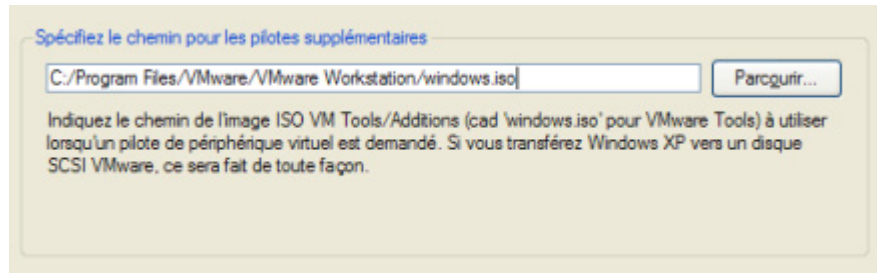 Spécifiez le chemin pour les pilotes supplémentaires
C:/Program Files/VMware/VMware Workstation/windows.iso
Parcourir...
Indiquez le chemin de l'image ISO VM Tools/Additions (cad 'windows.iso' pour VMware Tools) à utiliser
lorsqu'un pilote de périphérique virtuel est demandé. Si vous transférez Windows XP vers un disque
SCSI VMware, ce sera fait de toute façon.